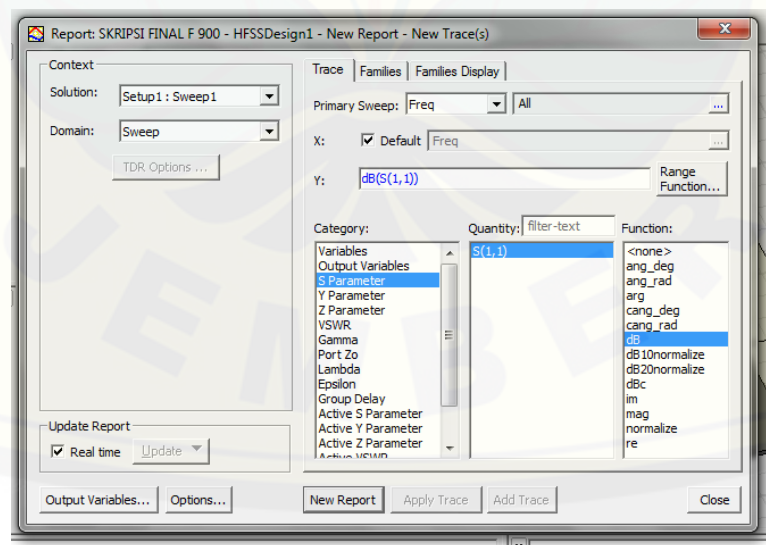 Report: SKRIPSI FINAL F 900 - HFSSDesign1 - New Report - New Trace(s)
Context
Solution: Setup1 : Sweep1
Domain: Sweep
TDR Options ...
Update Report
Real time Update
Output Variables... Options...
Trace Families Families Display
Primary Sweep: Freq All ...
X: Default Freq ...
Y: dB(S(1,1)) Range Function...
Category:
Variables
Output Variables
S Parameter
Y Parameter
Z Parameter
VSWR
Gamma
Port Zo
Lambda
Epsilon
Group Delay
Active S Parameter
Active Y Parameter
Active Z Parameter
Active VSWR
Quantity: filter-text
S(1,1)
Function:
<none>
ang_deg
ang_rad
arg
cang_deg
cang_rad
dB
dB10normalize
dB20normalize
dBc
im
mag
normalize
re
New Report Apply Trace Add Trace Close
JEMBER